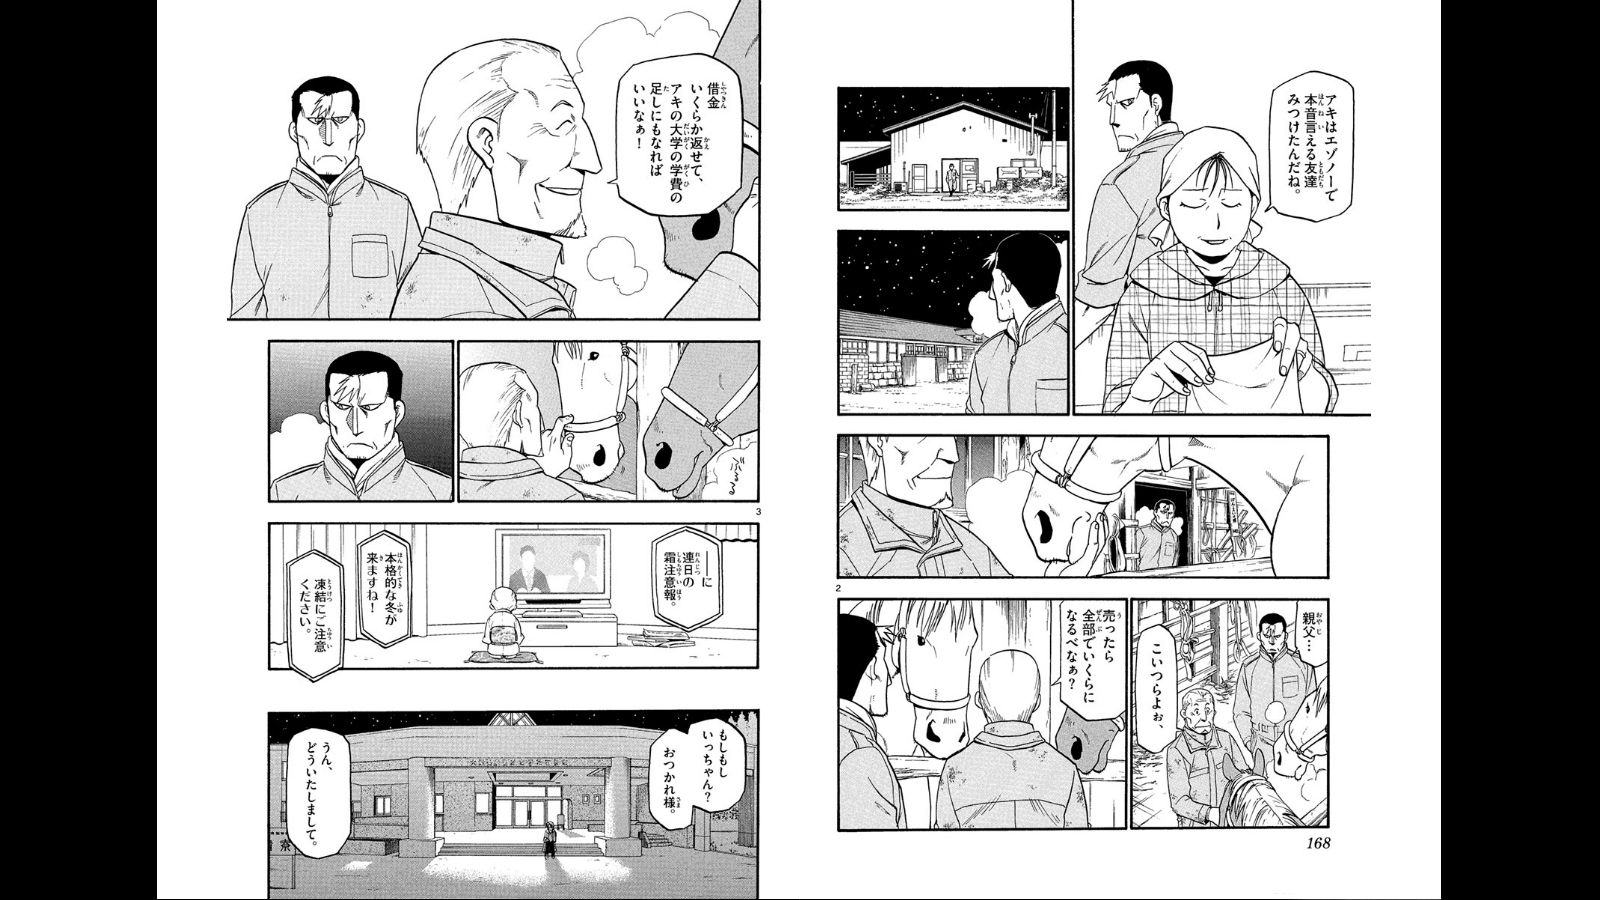 アキはエゾノーで
本音言える友達
みつけたんだね。
親父…
こいつらよぉ、
売ったら
全部でいくらに
なるべなぁ?
168
2
借金
いくらか返せて、
アキの大学の学費の
足しにもなれば
いいなぁ!
ぶるる
3
──に
連日の
霜注意報。
本格的な冬が
来ますね!
凍結にご注意
ください。
もしもし
いっちゃん?
おつかれ様。
うん、
どういたしまして。
寮